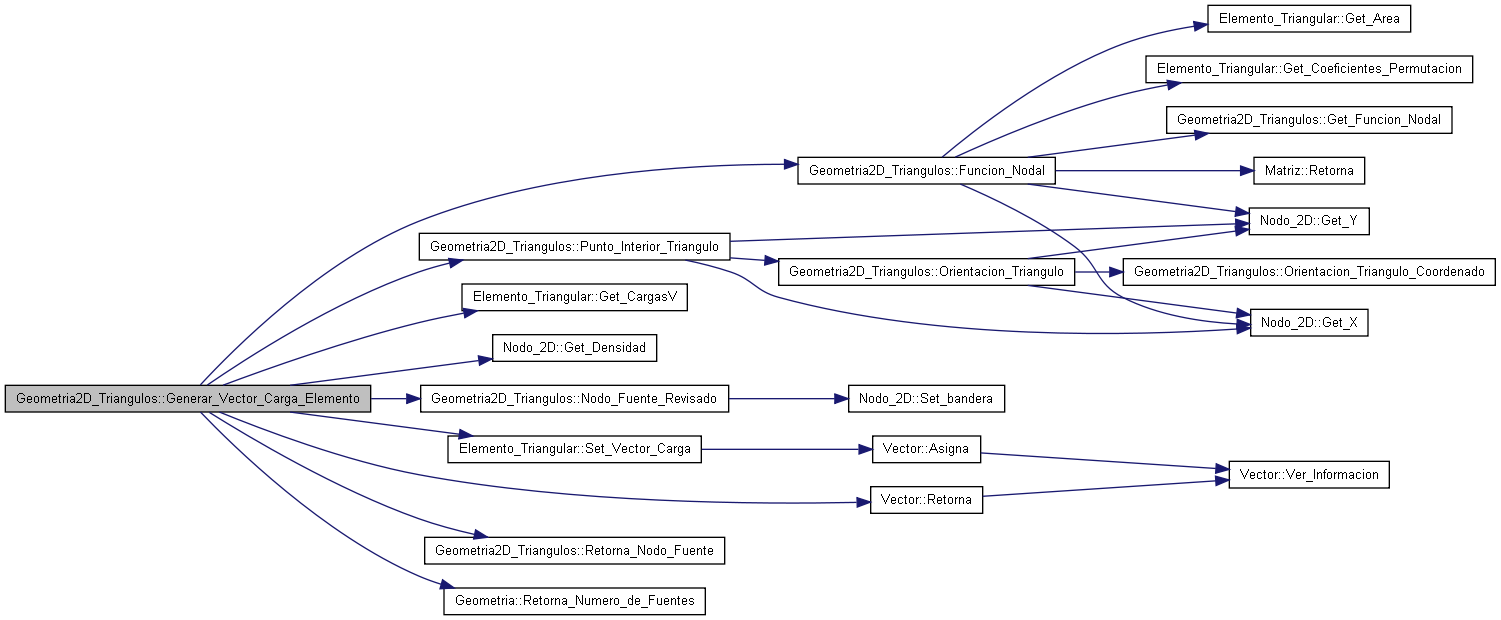 Elemento_Triangular::Get_Area
Elemento_Triangular::Get_Coeficientes_Permutacion
Geometria2D_Triangulos::Get_Funcion_Nodal
Geometria2D_Triangulos::Funcion_Nodal
Matriz::Retorna
Nodo_2D::Get_Y
Geometria2D_Triangulos::Punto_Interior_Triangulo
Geometria2D_Triangulos::Orientacion_Triangulo
Geometria2D_Triangulos::Orientacion_Triangulo_Coordenado
Elemento_Triangular::Get_CargasV
Nodo_2D::Get_X
Nodo_2D::Get_Densidad
Geometria2D_Triangulos::Generar_Vector_Carga_Elemento
Geometria2D_Triangulos::Nodo_Fuente_Revisado
Nodo_2D::Set_bandera
Elemento_Triangular::Set_Vector_Carga
Vector::Asigna
Vector::Ver_Informacion
Vector::Retorna
Geometria2D_Triangulos::Retorna_Nodo_Fuente
Geometria::Retorna_Numero_de_Fuentes